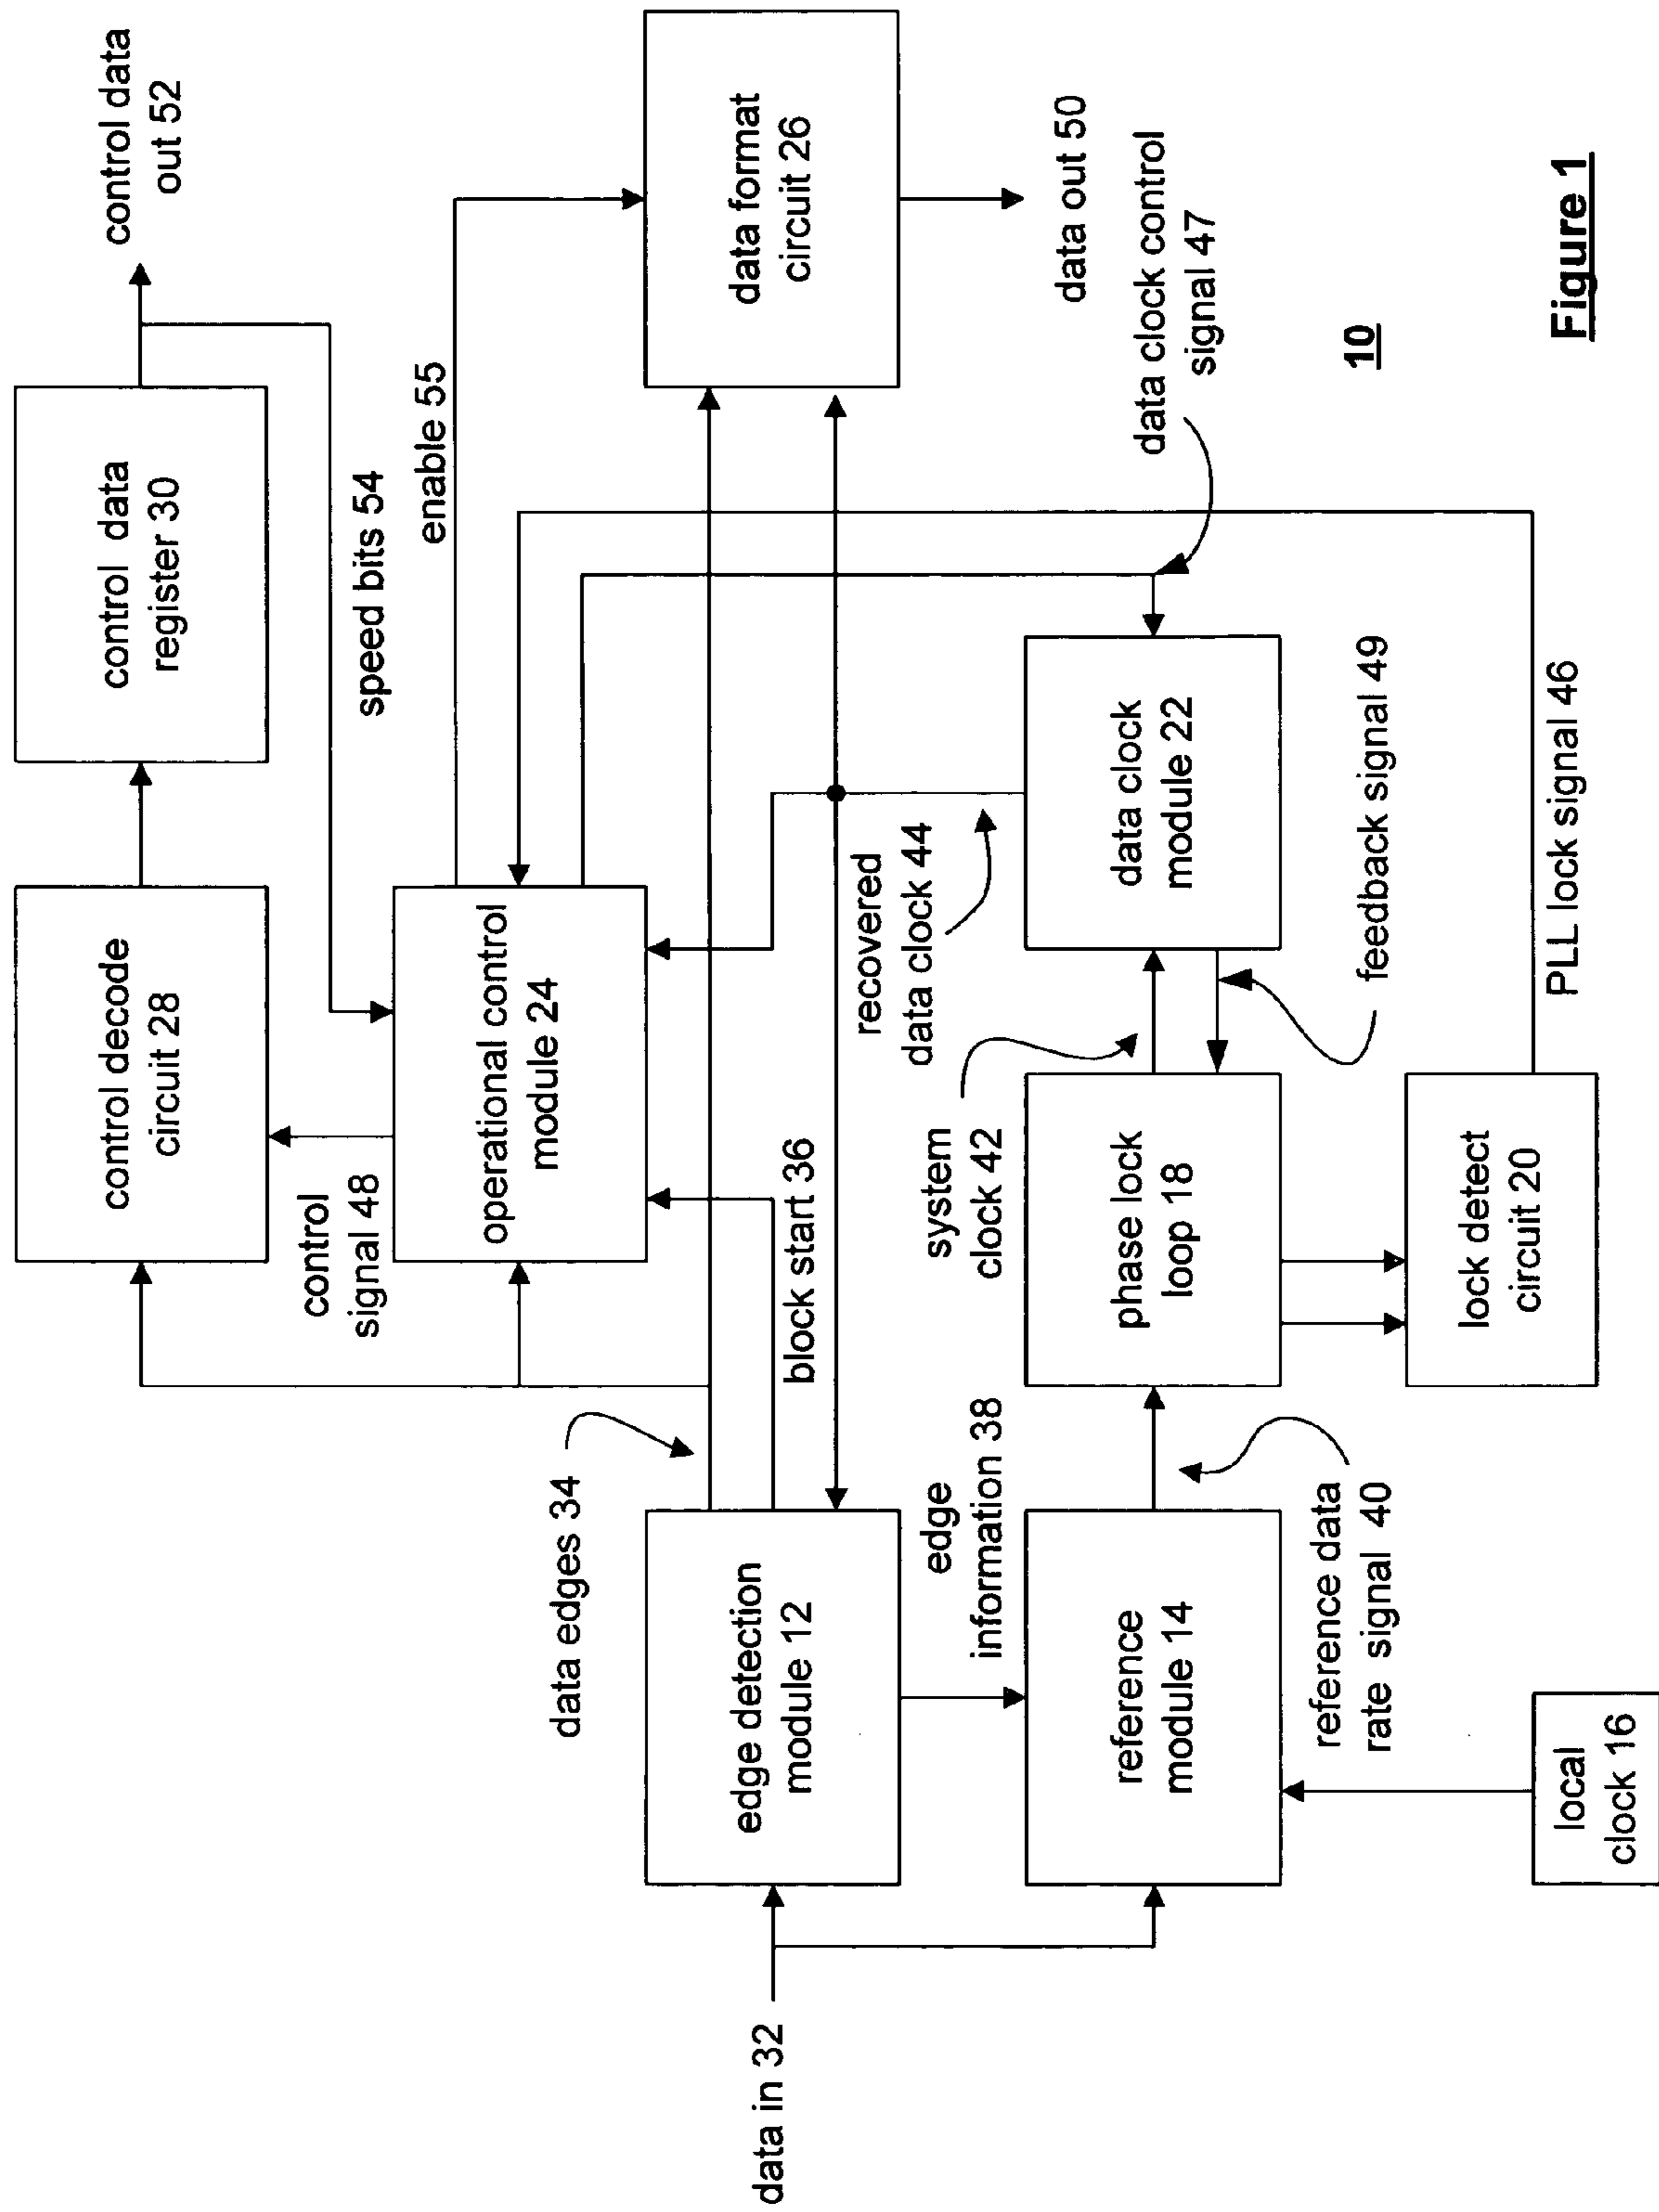 control decode
circuit 28
control data
register 30
control data
out 52
control
signal 48
speed bits 54
operational control
module 24
enable 55
data edges 34
data in 32
edge detection
module 12
block start 36
data format
circuit 26
recovered
data clock 44
edge
information 38
system
clock 42
data out 50
reference
module 14
phase lock
loop 18
data clock
module 22
data clock control
signal 47
reference data
rate signal 40
feedback signal 49
10
local
clock 16
lock detect
circuit 20
PLL lock signal 46
Figure 1